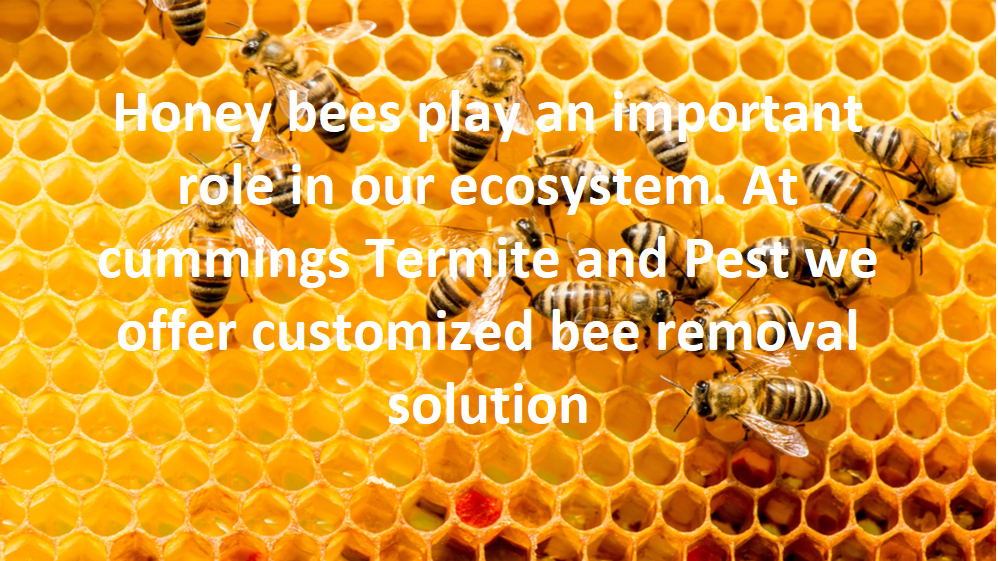 Honey bees play an important
role in our ecosystem. At
cummings Termite and Pest we
offer customized bee removal
solution